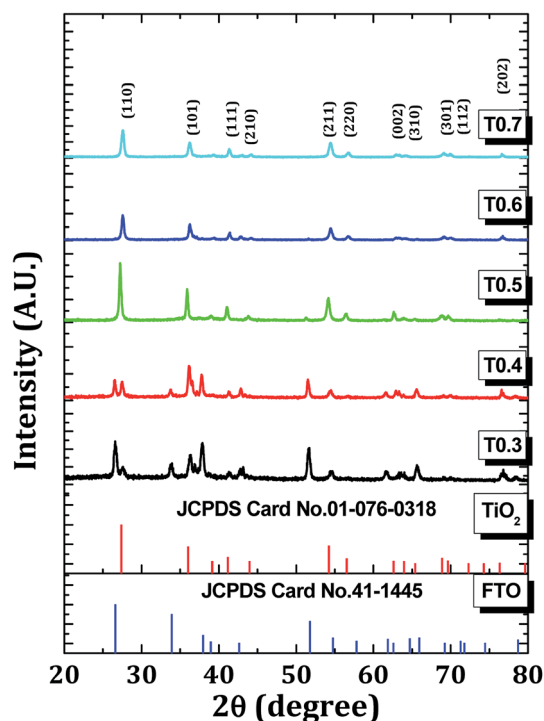 (202)
(110)
(101)
(111)
(210)
(211)
(220)
(002)
(310)
(301)
(112)
T0.7
T0.6
T0.5
T0.4
T0.3
TiO2
JCPDS Card No.01-076-0318
JCPDS Card No.41-1445
FTO
Intensity (A.U.)
20 30 40 50 60 70 80
2θ (degree)